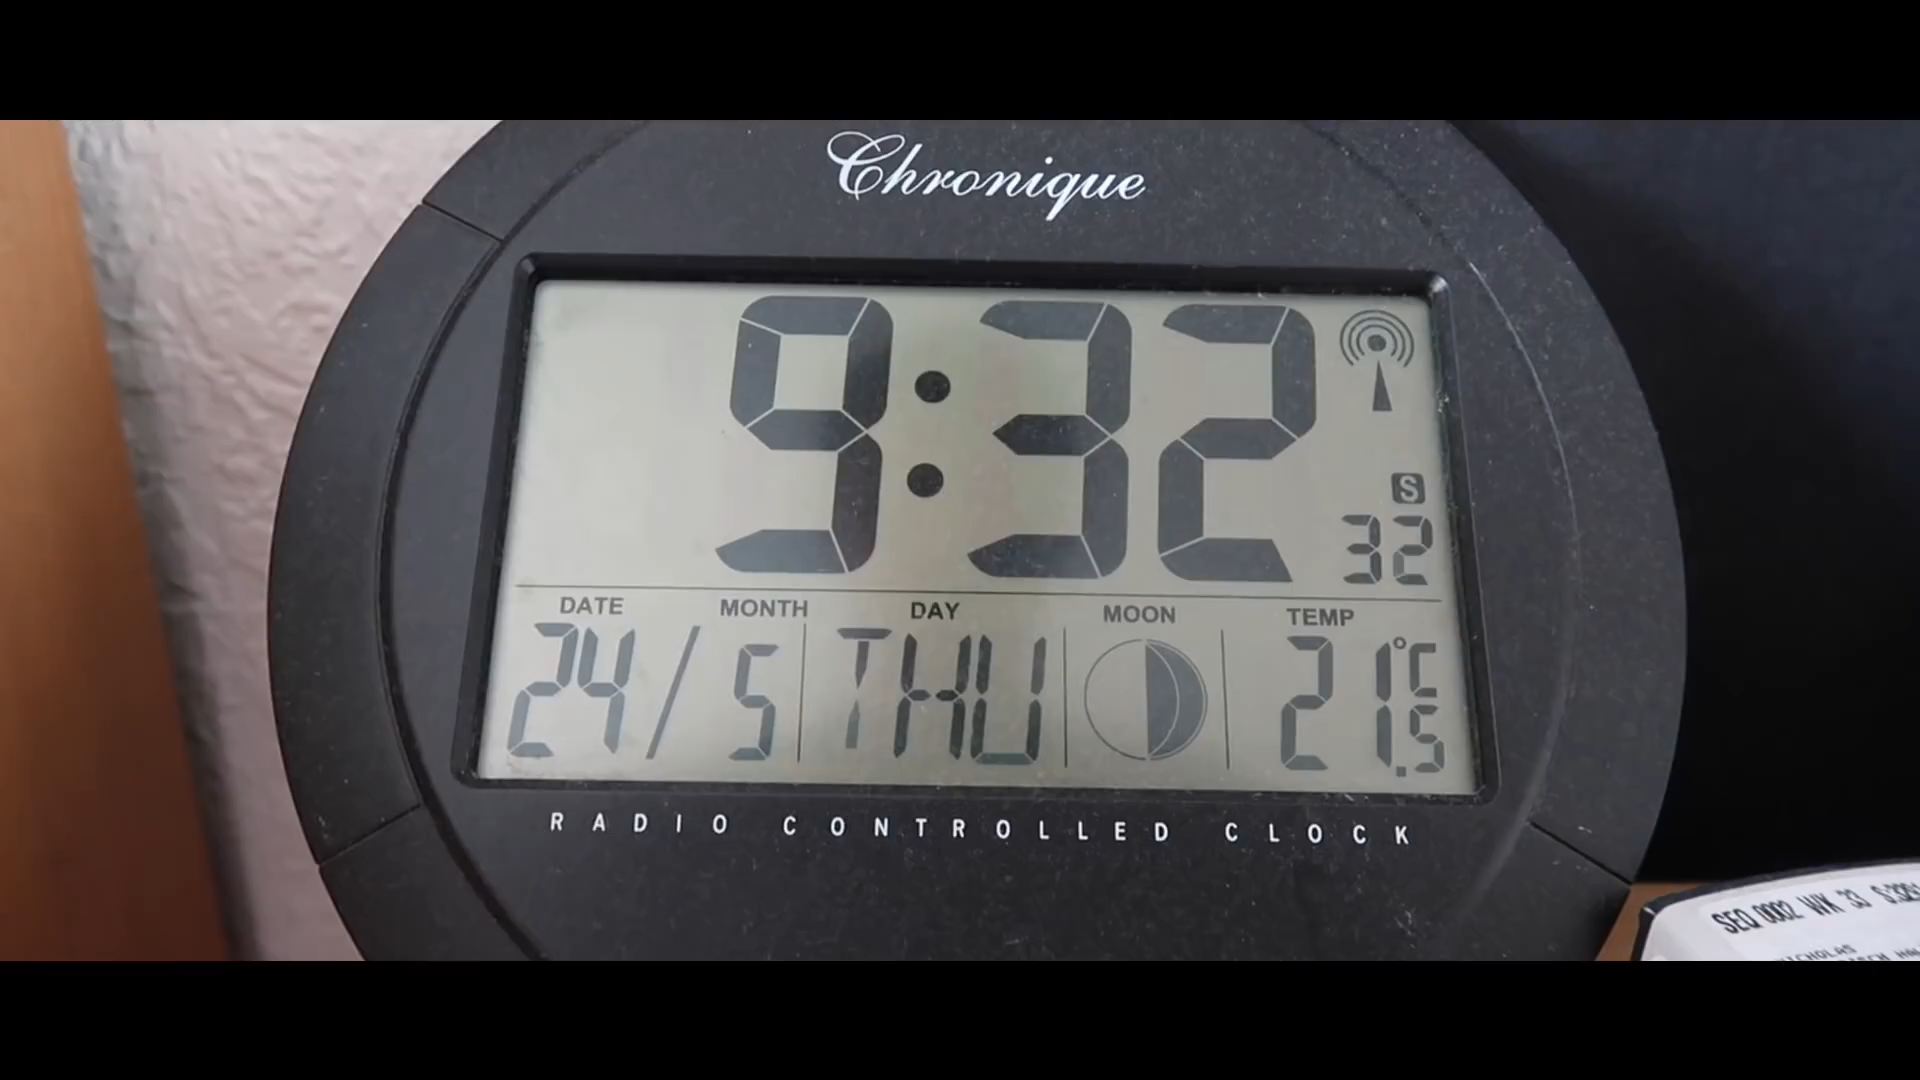 Chronique
9:32
S
32
DATE MONTH DAY MOON TEMP
24/5 THU 21.5°C
RADIO CONTROLLED CLOCK
SEQ 0002 WK 33
NICHOLAS